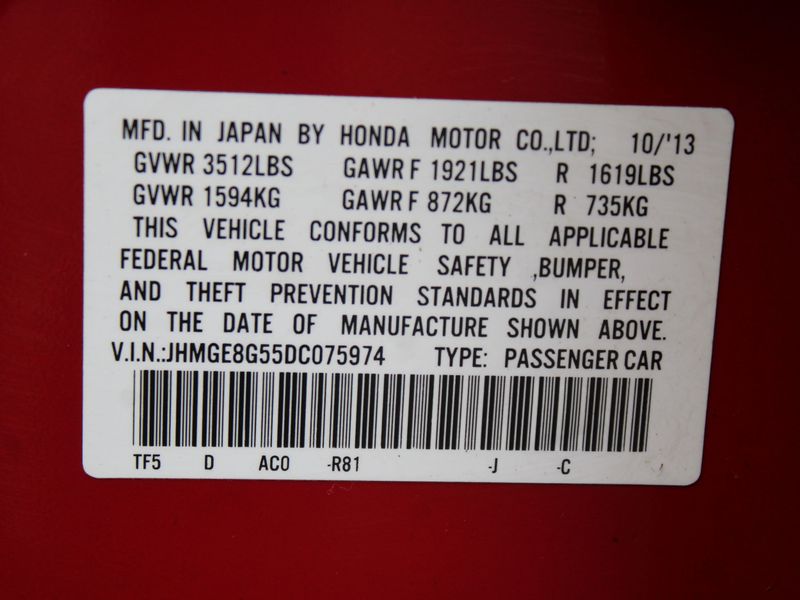 MFD. IN JAPAN BY HONDA MOTOR CO.,LTD; 10/'13
GVWR 3512LBS GAWR F 1921LBS R 1619LBS
GVWR 1594KG GAWR F 872KG R 735KG
THIS VEHICLE CONFORMS TO ALL APPLICABLE
FEDERAL MOTOR VEHICLE SAFETY ,BUMPER,
AND THEFT PREVENTION STANDARDS IN EFFECT
ON THE DATE OF MANUFACTURE SHOWN ABOVE.
V.I.N.:JHMGE8G55DC075974 TYPE: PASSENGER CAR
TF5 D AC0 -R81 -J -C